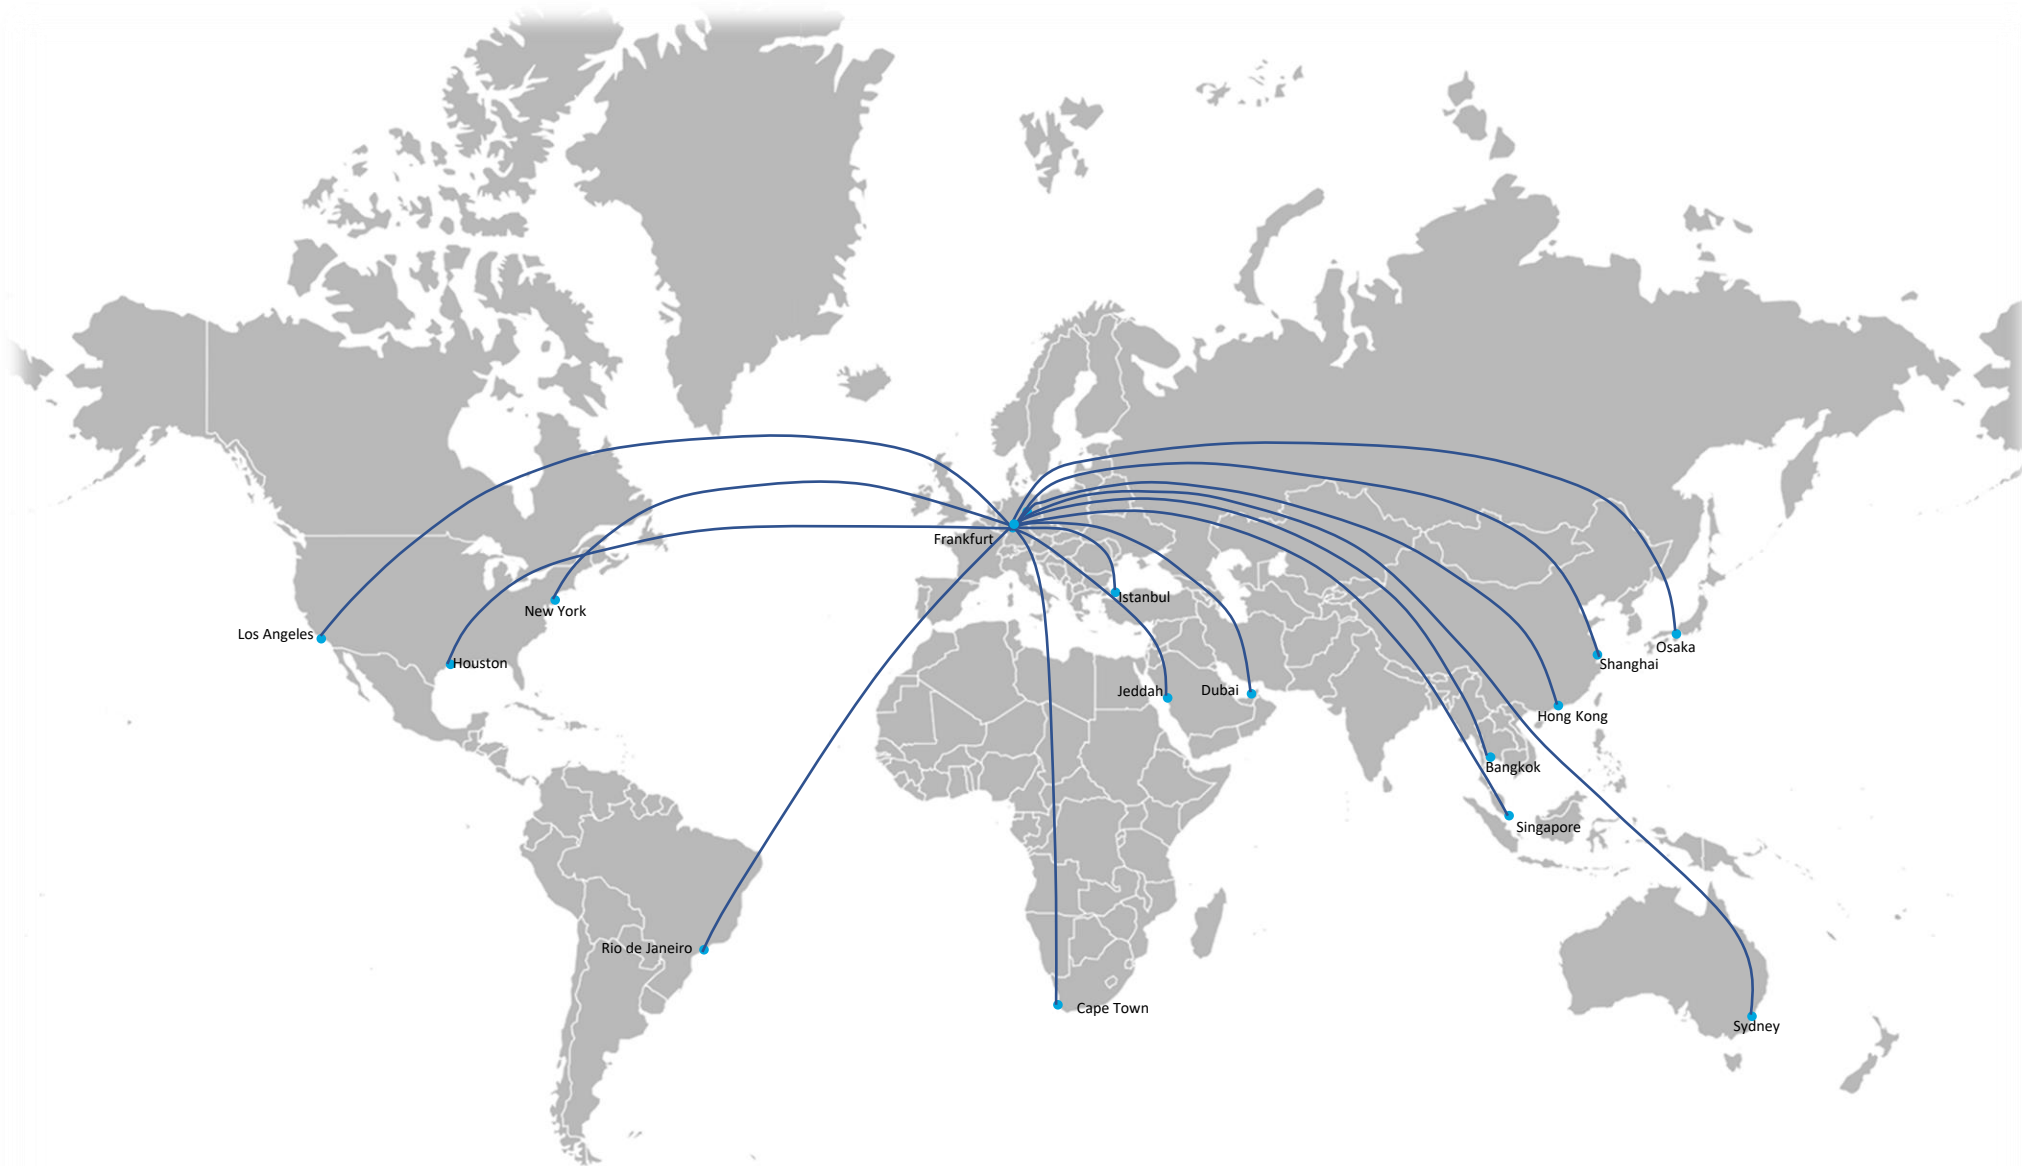 Frankfurt
Istanbul
New York
Los Angeles
Osaka
Houston
Shanghai
Jeddah
Dubai
Hong Kong
Bangkok
Singapore
Rio de Janeiro
Cape Town
Sydney